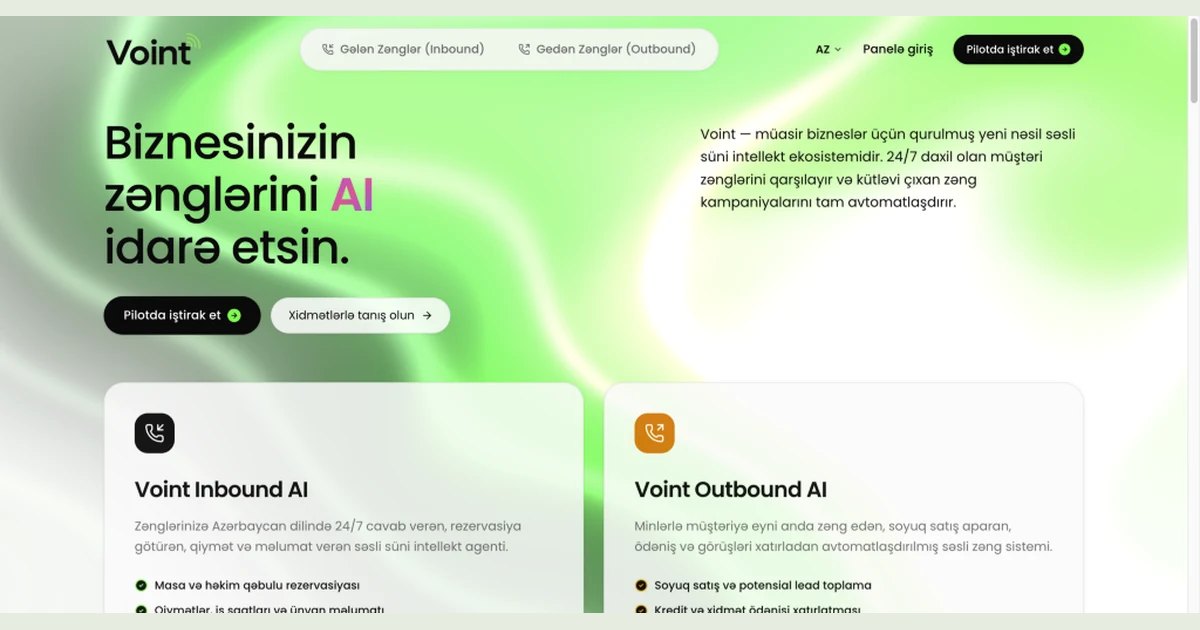 Voint
Gələn Zənglər (Inbound)
Gedən Zənglər (Outbound)
AZ
Panelə giriş
Pilotda iştirak et
Biznesinizin
zənglərini AI
idarə etsin.
Voint — müasir bizneslər üçün qurulmuş yeni nəsil səsli
süni intellekt ekosistemidir. 24/7 daxil olan müştəri
zənglərini qarşılayır və kütləvi çıxan zəng
kampaniyalarını tam avtomatlaşdırır.
Pilotda iştirak et
Xidmətlərlə tanış olun
Voint Inbound AI
Zənglərinizə Azərbaycan dilində 24/7 cavab verən, rezervasiya
götürən, qiymət və məlumat verən səsli süni intellekt agenti.
Masa və həkim qəbulu rezervasiyası
Qiymətlər, iş saatları və ünvan məlumatı
Voint Outbound AI
Minlərlə müştəriyə eyni anda zəng edən, soyuq satış aparan,
ödəniş və görüşləri xatırladan avtomatlaşdırılmış səsli zəng sistemi.
Soyuq satış və potensial lead toplama
Kredit və xidmət ödənişi xatırlatması